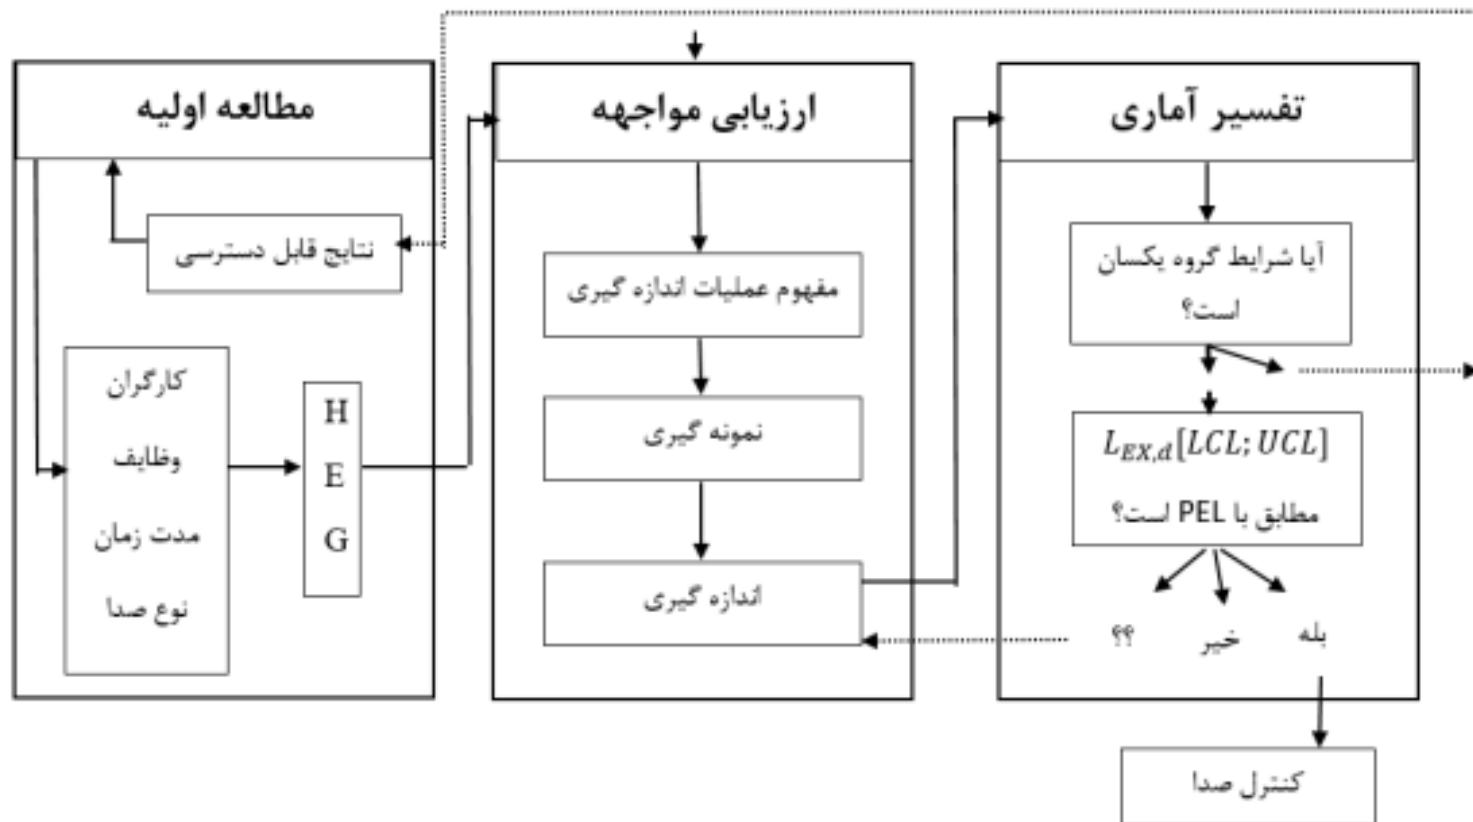 مطالعه اولیه
نتایج قابل دسترسی
کارگران
وظایف
مدت زمان
نوع صدا
H
E
G
ارزیابی مواجهه
مفهوم عملیات اندازه گیری
نمونه گیری
اندازه گیری
تفسیر آماری
آیا شرایط گروه یکسان
است؟
L_{EX,d}[LCL; UCL]
مطابق با PEL است؟
بله
خیر
؟؟
کنترل صدا